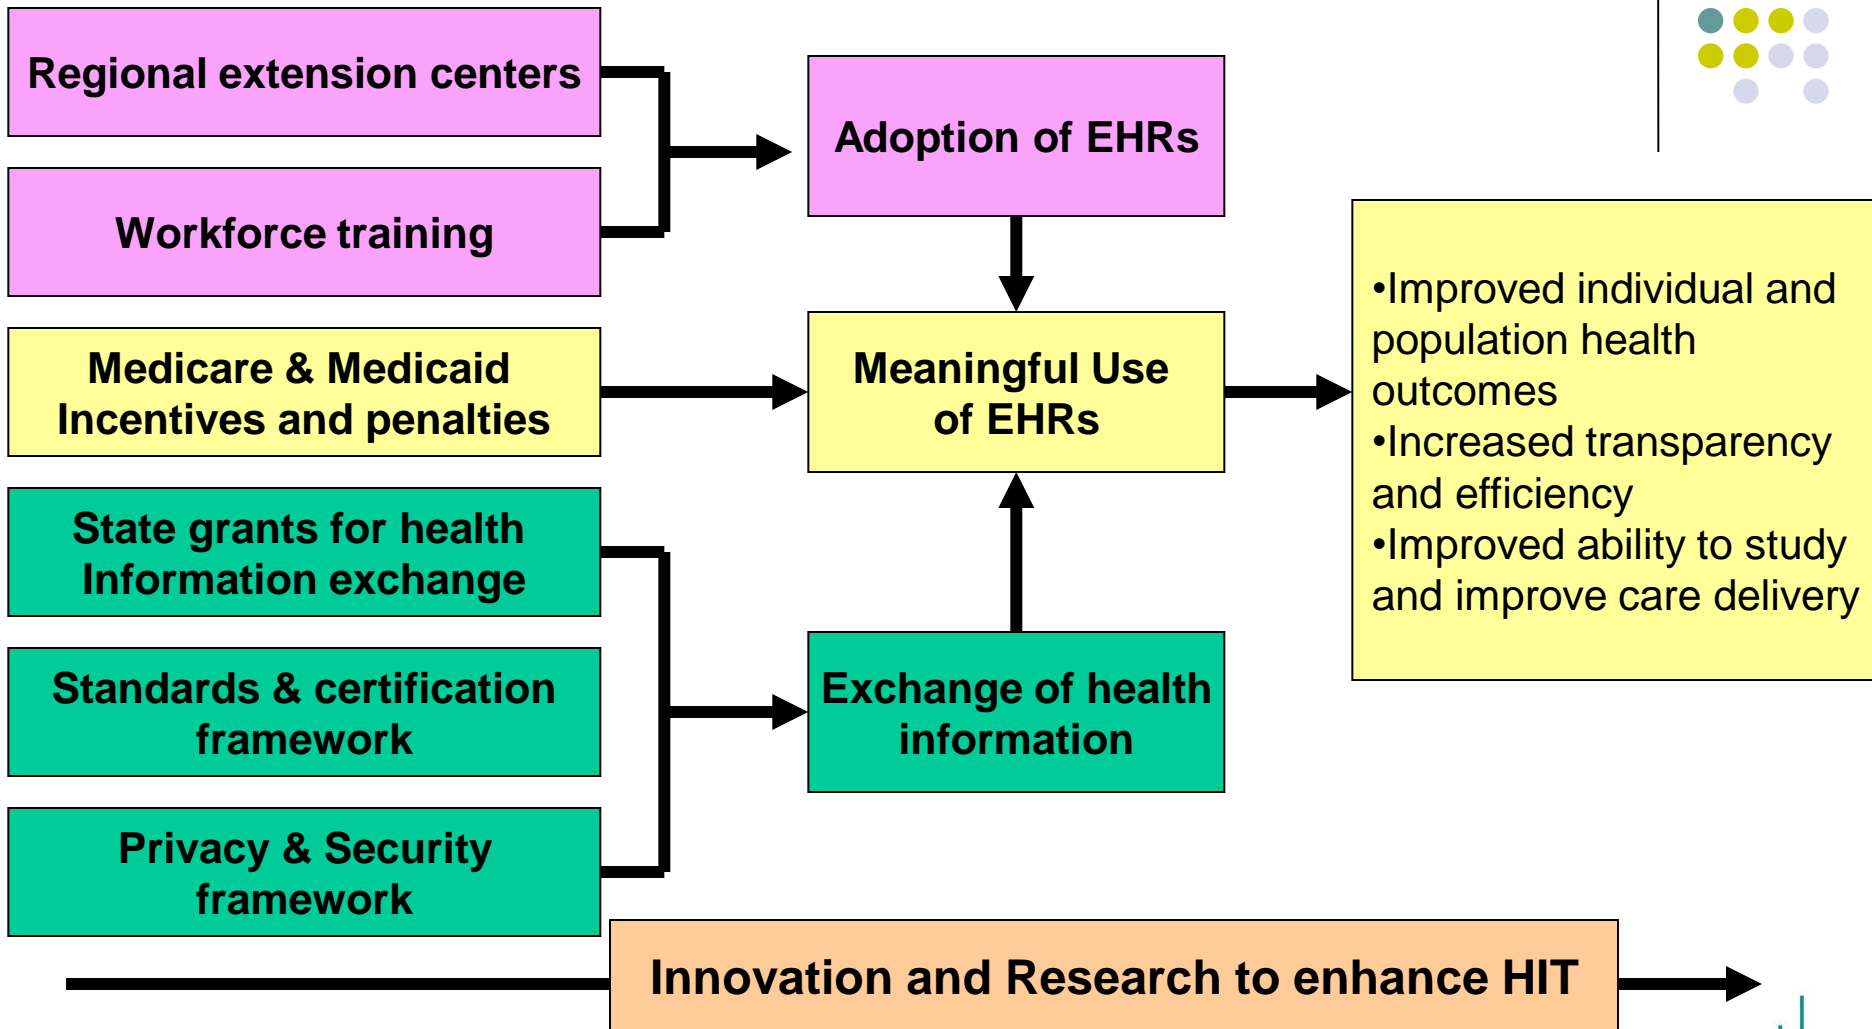 Regional extension centers
Workforce training
Medicare & Medicaid
Incentives and penalties
State grants for health
Information exchange
Standards & certification
framework
Privacy & Security
framework
Adoption of EHRs
Meaningful Use
of EHRs
Exchange of health
information
•Improved individual and
population health
outcomes
•Increased transparency
and efficiency
•Improved ability to study
and improve care delivery
Innovation and Research to enhance HIT